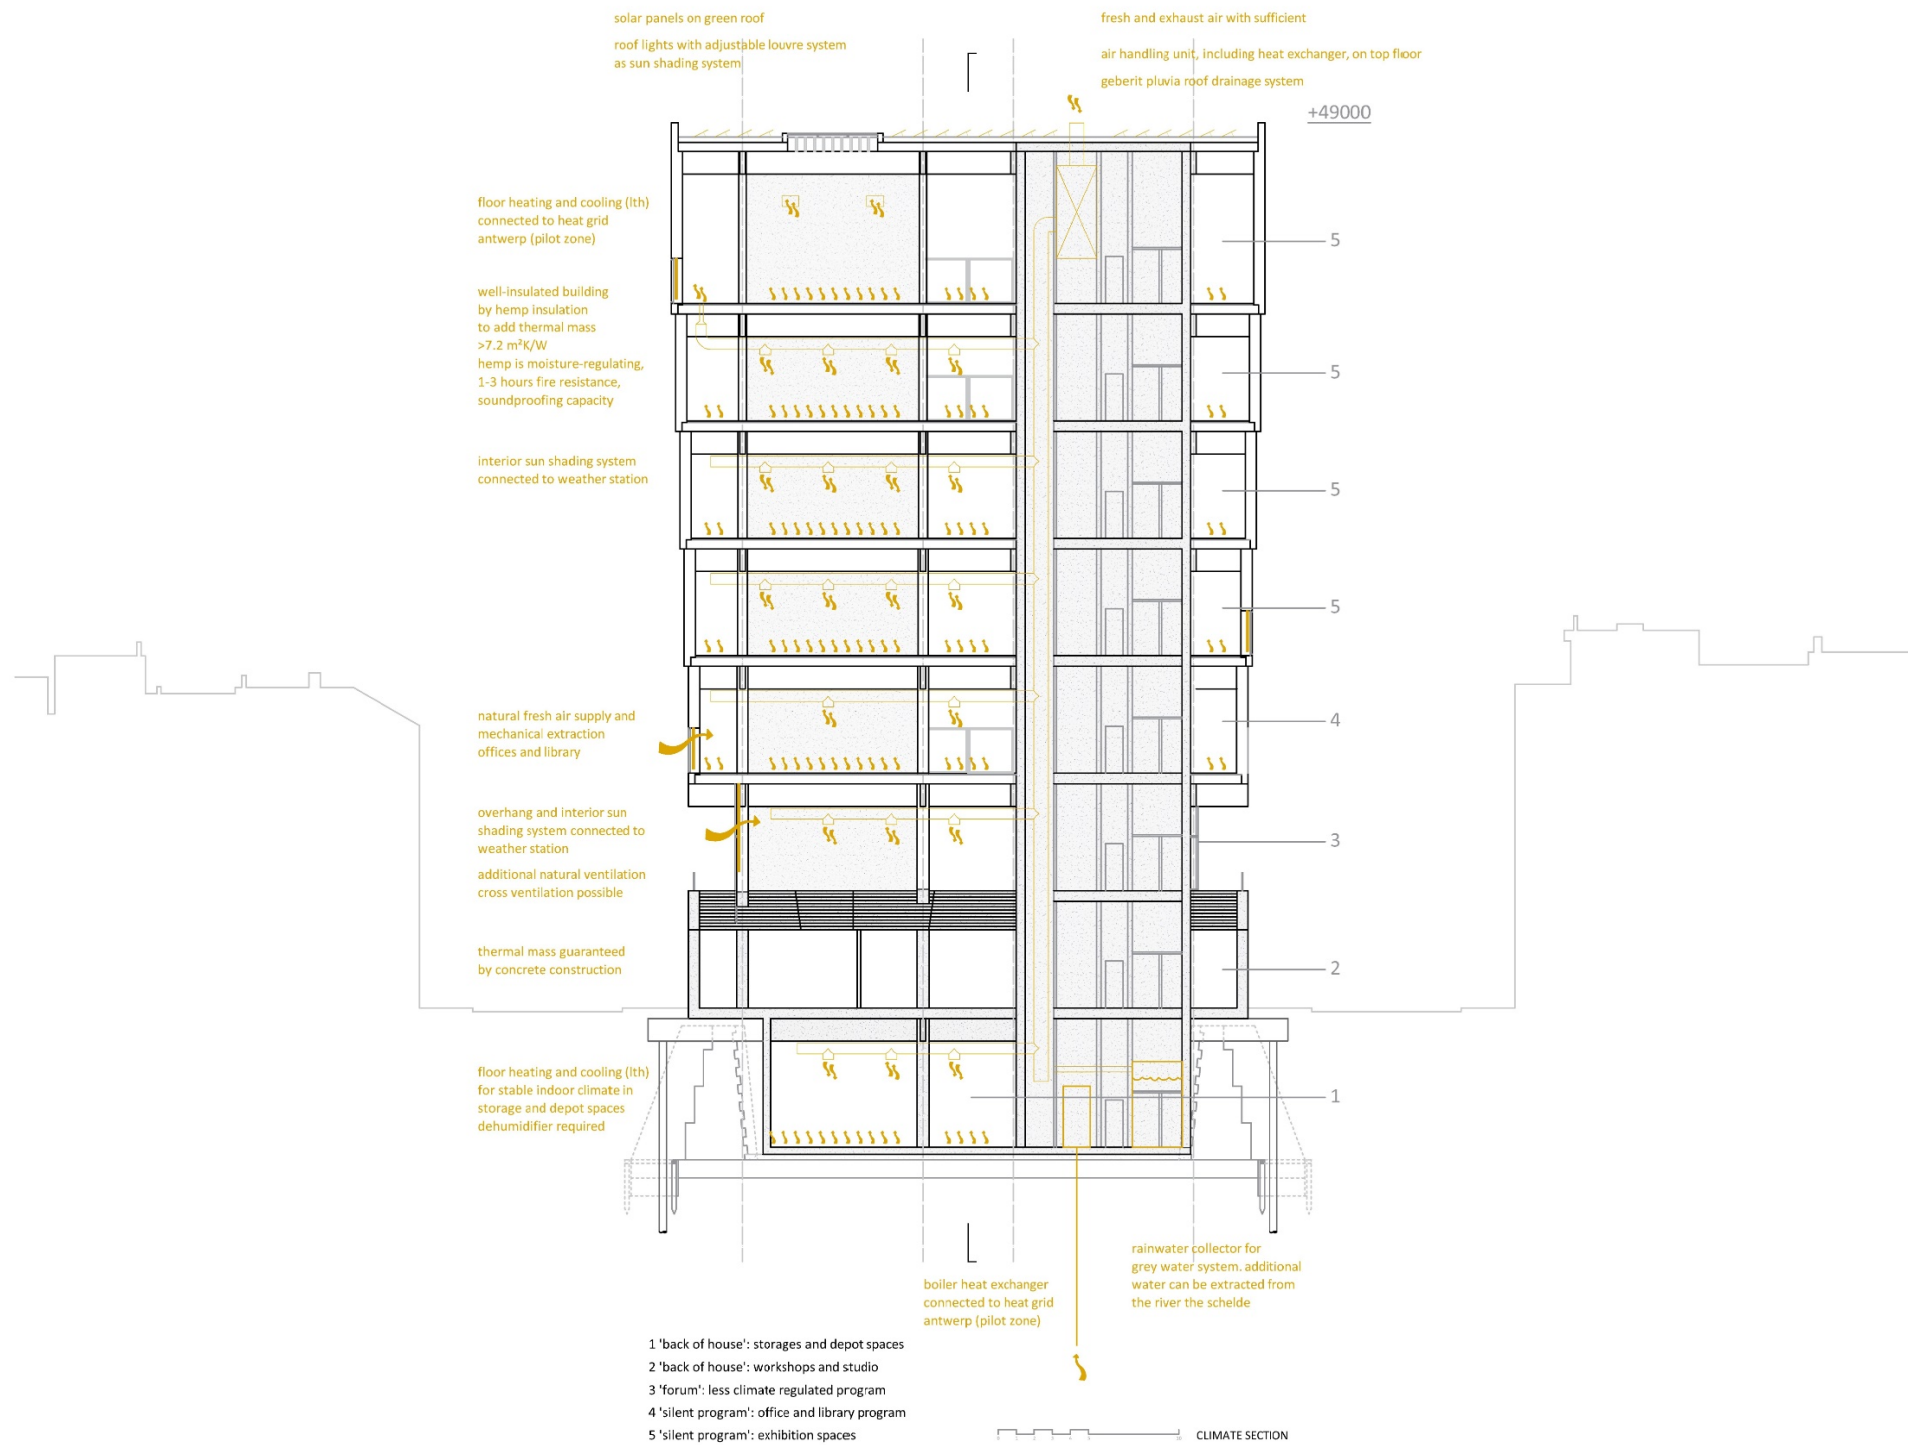 solar panels on green roof
roof lights with adjustable louvre system
as sun shading system
fresh and exhaust air with sufficient
air handling unit, including heat exchanger, on top floor
geberit pluvia roof drainage system
+49000
floor heating and cooling (lth)
connected to heat grid
antwerp (pilot zone)
5
well-insulated building
by hemp insulation
to add thermal mass
>7.2 m²K/W
hemp is moisture-regulating,
1-3 hours fire resistance,
soundproofing capacity
5
interior sun shading system
connected to weather station
5
5
natural fresh air supply and
mechanical extraction
offices and library
4
overhang and interior sun
shading system connected to
weather station
3
additional natural ventilation
cross ventilation possible
thermal mass guaranteed
by concrete construction
2
floor heating and cooling (lth)
for stable indoor climate in
storage and depot spaces
dehumidifier required
1
rainwater collector for
grey water system. additional
water can be extracted from
the river the schelde
boiler heat exchanger
connected to heat grid
antwerp (pilot zone)
1 'back of house': storages and depot spaces
2 'back of house': workshops and studio
3 'forum': less climate regulated program
4 'silent program': office and library program
5 'silent program': exhibition spaces
CLIMATE SECTION